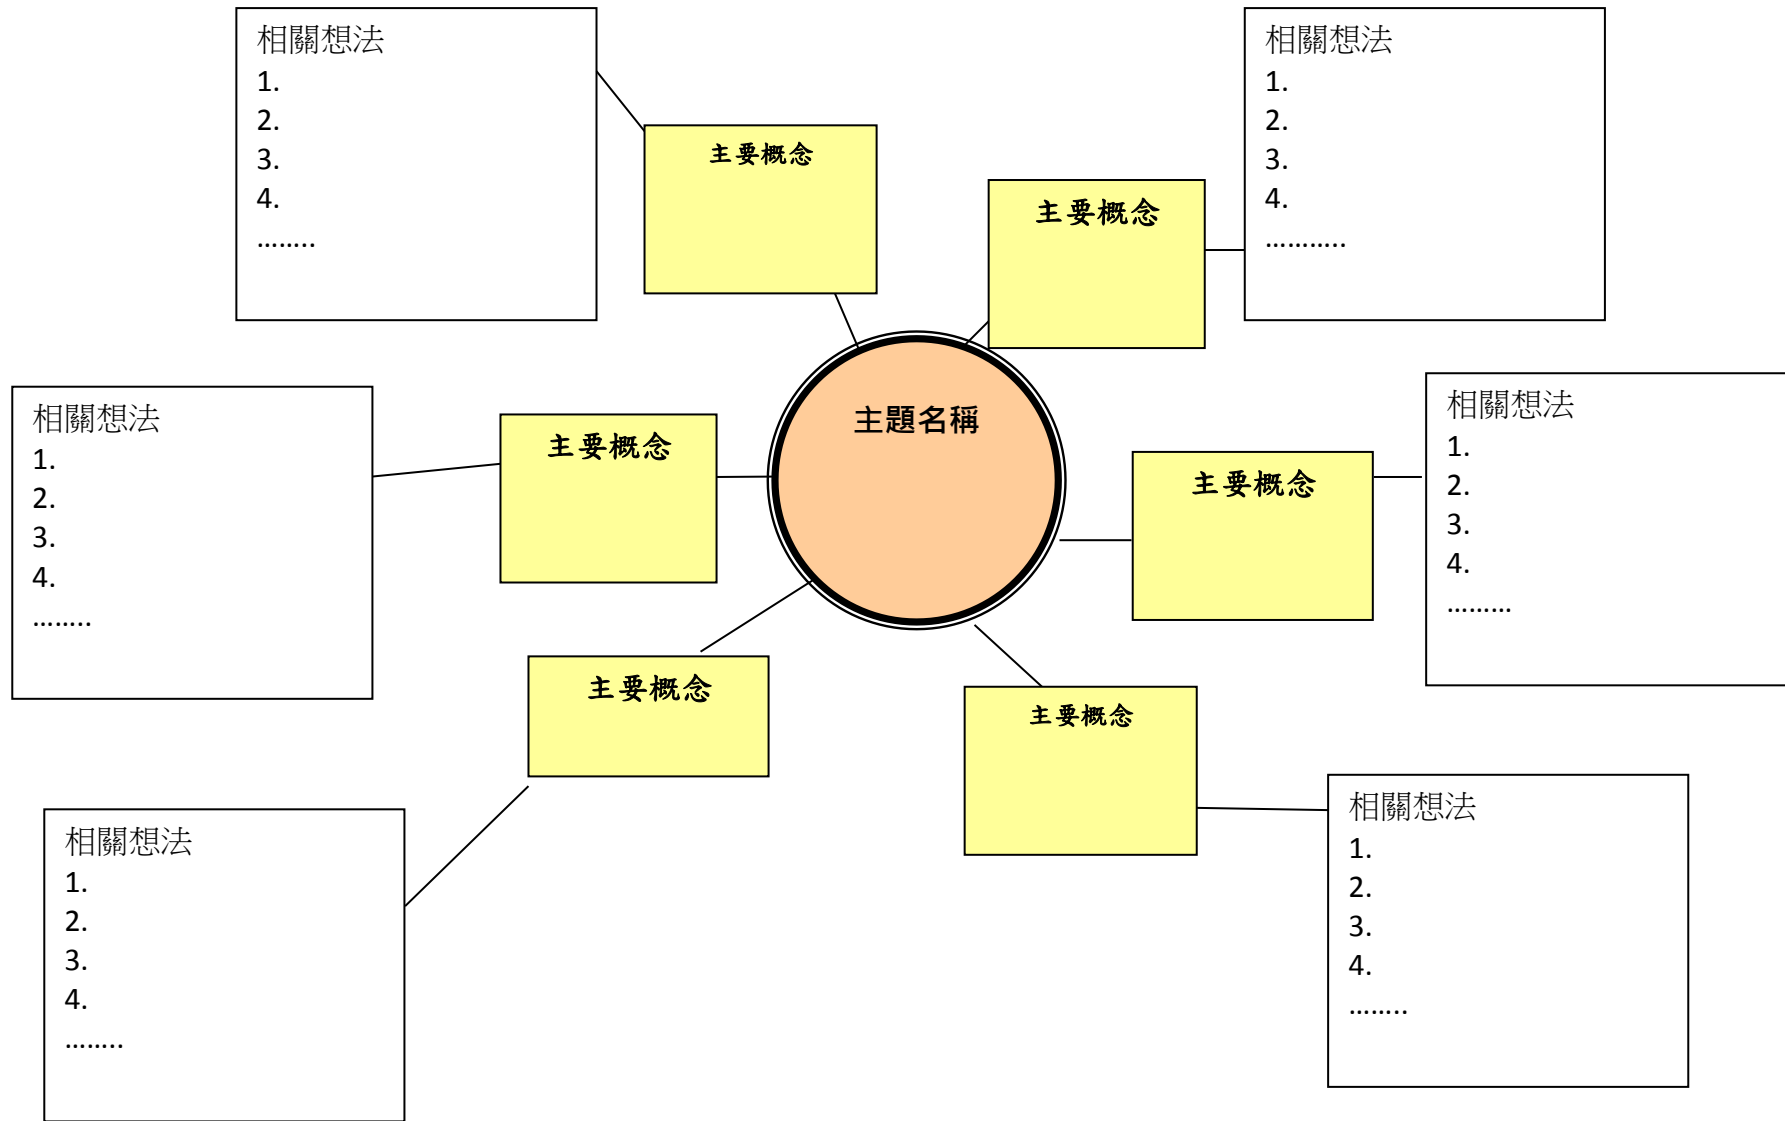 相關想法
1.
2.
3.
4.
........
主要概念
主要概念
相關想法
1.
2.
3.
4.
...........
相關想法
1.
2.
3.
4.
........
主要概念
主題名稱
主要概念
相關想法
1.
2.
3.
4.
.........
主要概念
相關想法
1.
2.
3.
4.
........
主要概念
相關想法
1.
2.
3.
4.
........